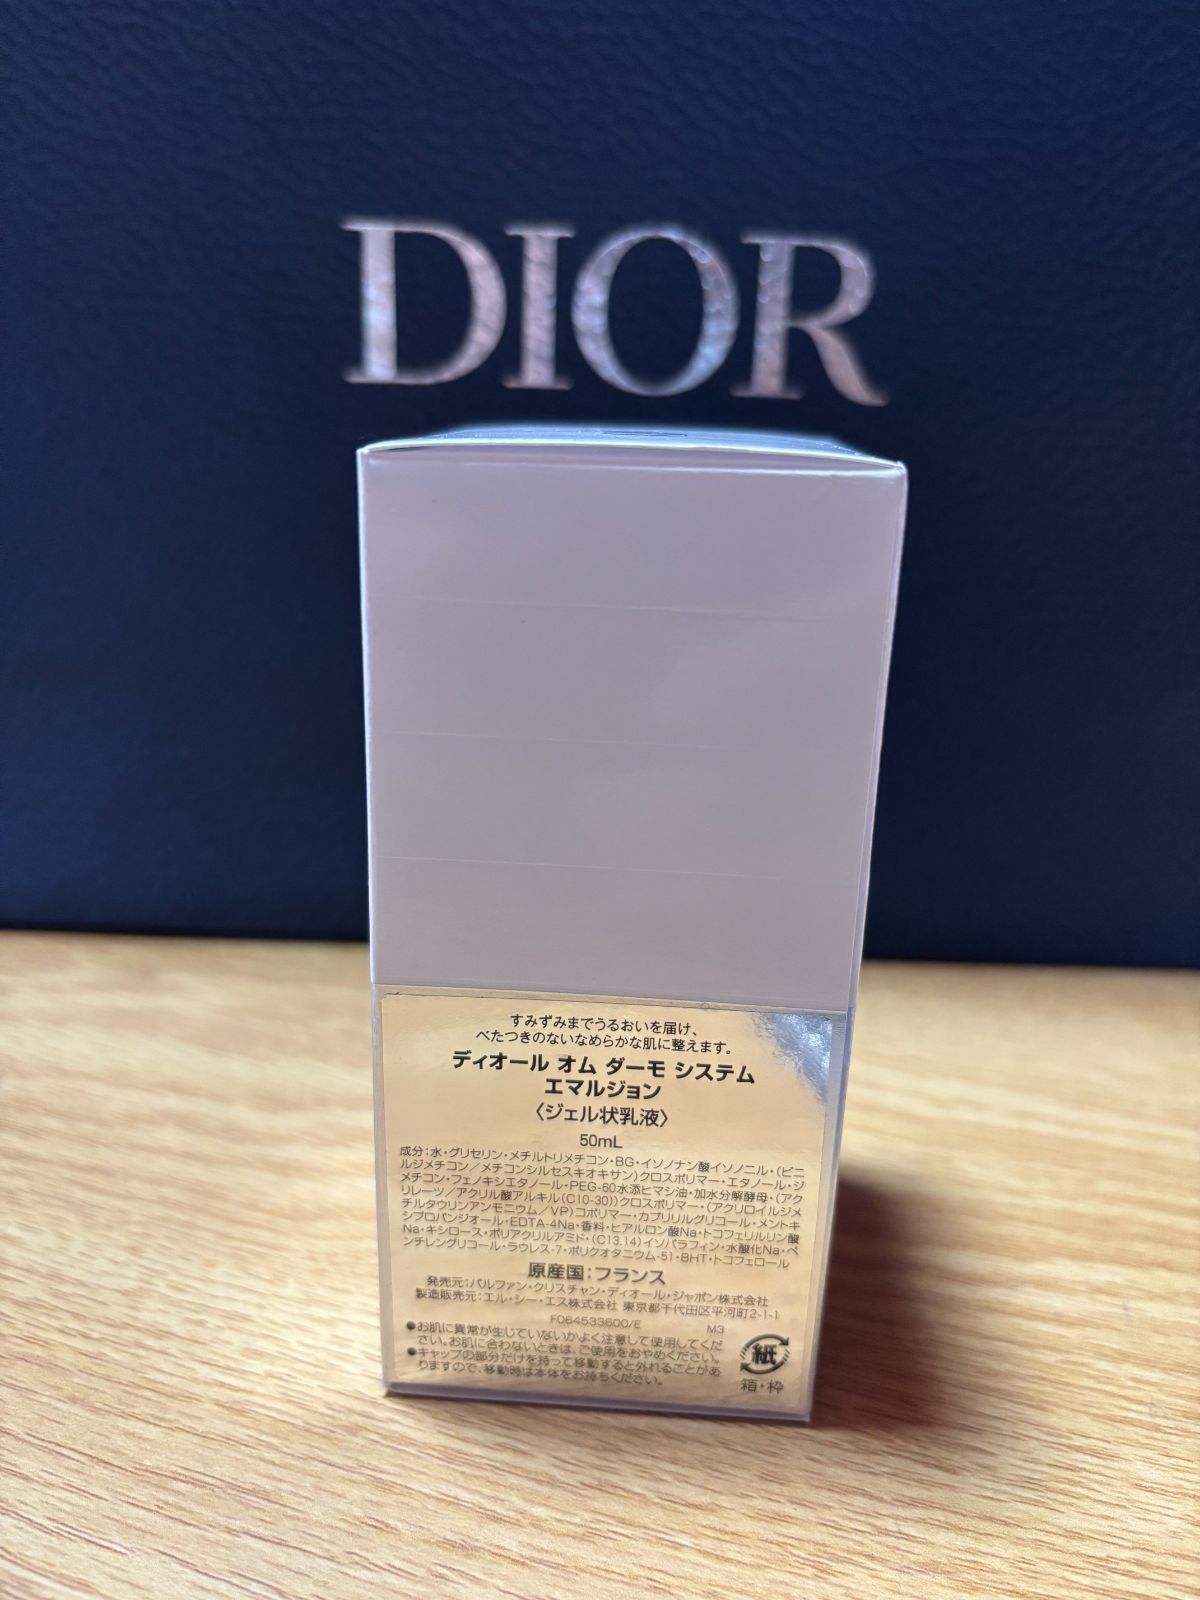 DIOR
すみずみまでうるおいを届け、
べたつきのないなめらかな肌に整えます。
ディオール オム ダーモ システム
エマルジョン
〈ジェル状乳液〉
50mL
成分:水・グリセリン・メチルトリメチコン・BG・イソノナン酸イソノニル・(ビニ
ルジメチコン/メチコンシルセスキオキサン)クロスポリマー・エタノール・ジ
メチコン・フェノキシエタノール・PEG-60水添ヒマシ油・加水分解酵母・(アク
リレーツ/アクリル酸アルキル(C10-30))クロスポリマー・(アクリロイルジメ
チルタウリンアンモニウム/VP)コポリマー・カプリリルグリコール・メントキ
シプロパンジオール・EDTA-4Na・香料・ヒアルロン酸Na・トコフェリルリン酸
Na・キシロース・ポリアクリルアミド・(C13,14)イソパラフィン・水酸化Na・ペ
ンチレングリコール・ラウレス-7・ポリクオタニウム-51・BHT・トコフェロール
原産国:フランス
発売元:パルファン・クリスチャン・ディオール・ジャポン株式会社
製造販売元:エル・シー・エス株式会社 東京都千代田区平河町2-1-1
F064533600/E M3
●お肌に異常が生じていないかよく注意して使用してくだ
さい。お肌に合わないときは、ご使用をおやめください。
●キャップの部分だけを持って移動すると外れることがあ
りますので、移動時は本体をお持ちください。
紙
箱・枠